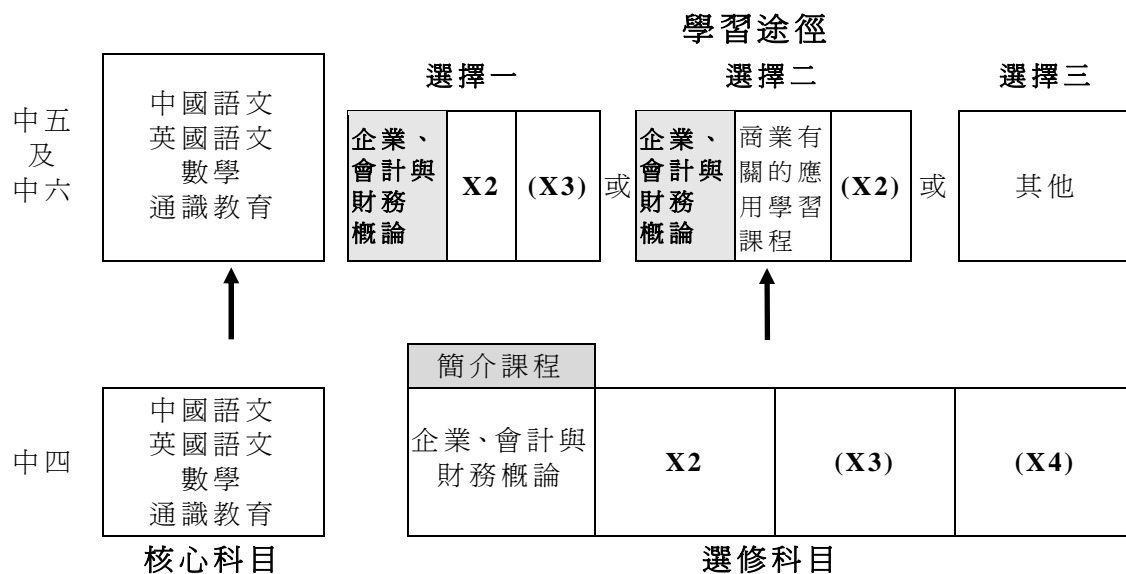 學習途徑
選擇一
選擇二
選擇三
中五
及
中六
中國語文
英國語文
數學
通識教育
企業、
會計與
財務
概論
X2
(X3)
或
企業、
會計與
財務
概論
商業有
關的應
用學習
課程
(X2)
或
其他
簡介課程
中四
中國語文
英國語文
數學
通識教育
企業、會計與
財務概論
X2
(X3)
(X4)
核心科目
選修科目